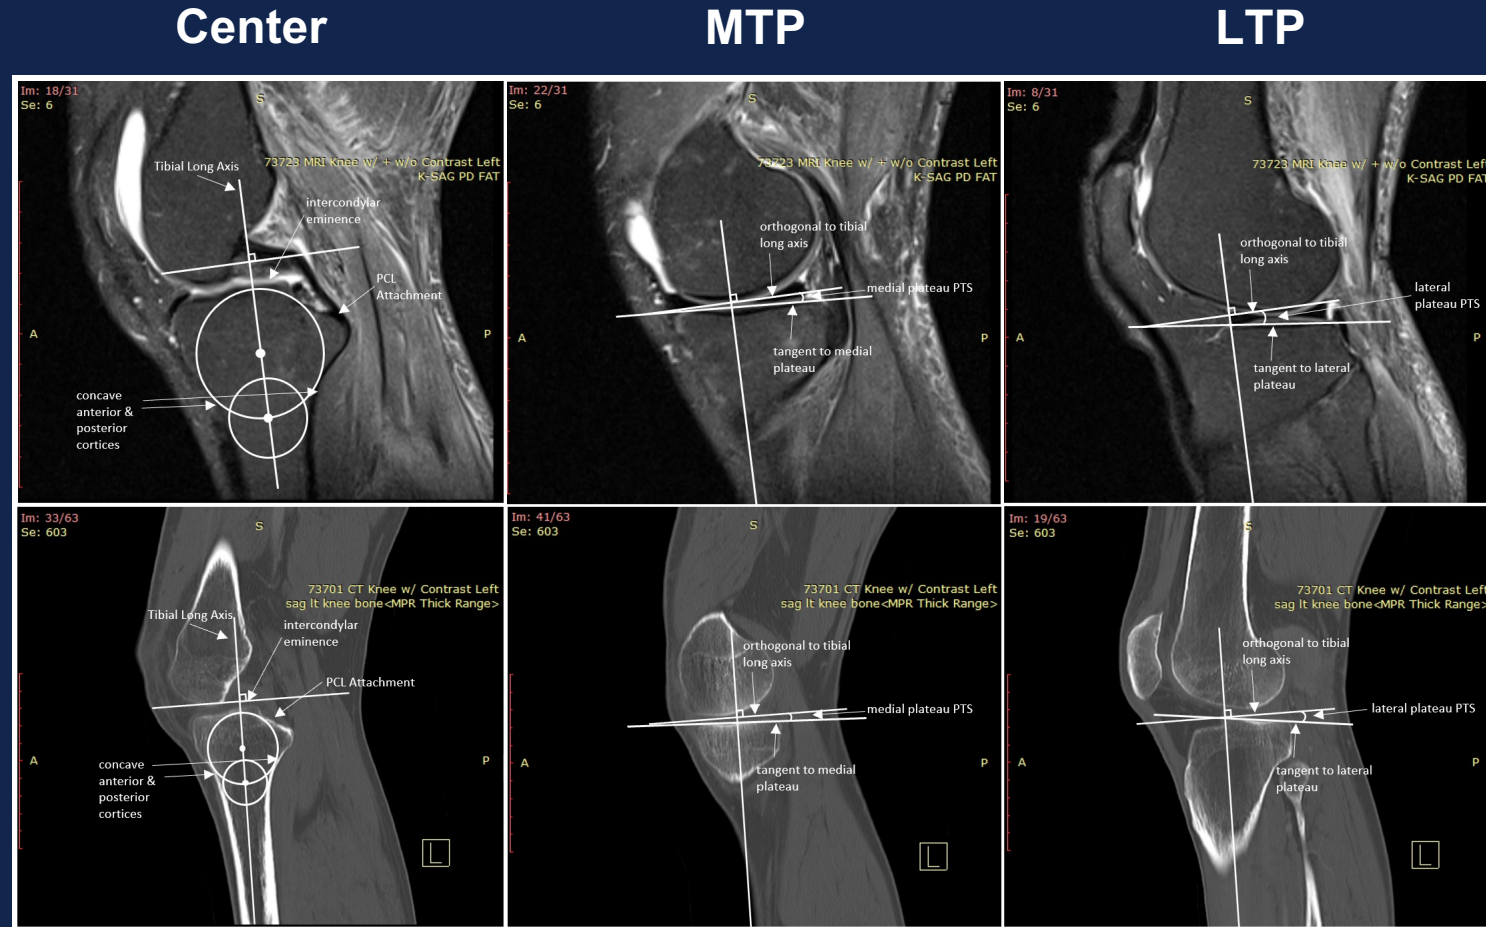 Center
MTP
LTP
Im: 18/31
Se: 6
S
73723 MRI Knee w/ + w/o Contrast Left
K-SAG PD FAT
Tibial Long Axis
intercondylar
eminence
PCL
Attachment
A
P
concave
anterior &
posterior
cortices
Im: 22/31
Se: 6
S
73723 MRI Knee w/ + w/o Contrast Left
K-SAG PD FAT
orthogonal to tibial
long axis
medial plateau PTS
A
P
tangent to medial
plateau
Im: 8/31
Se: 6
S
73723 MRI Knee w/ + w/o Contrast Left
K-SAG PD FAT
orthogonal to tibial
long axis
lateral
plateau PTS
A
P
tangent to lateral
plateau
Im: 33/63
Se: 603
S
73701 CT Knee w/ Contrast Left
sag lt knee bone<MPR Thick Range>
Tibial Long Axis
intercondylar
eminence
PCL Attachment
A
P
concave
anterior &
posterior
cortices
L
Im: 41/63
Se: 603
S
73701 CT Knee w/ Contrast Left
sag lt knee bone<MPR Thick Range>
orthogonal to tibial
long axis
medial plateau PTS
A
P
tangent to medial
plateau
L
Im: 19/63
Se: 603
S
73701 CT Knee w/ Contrast Left
sag lt knee bone<MPR Thick Range>
orthogonal to tibial
long axis
lateral plateau PTS
A
P
tangent to lateral
plateau
L